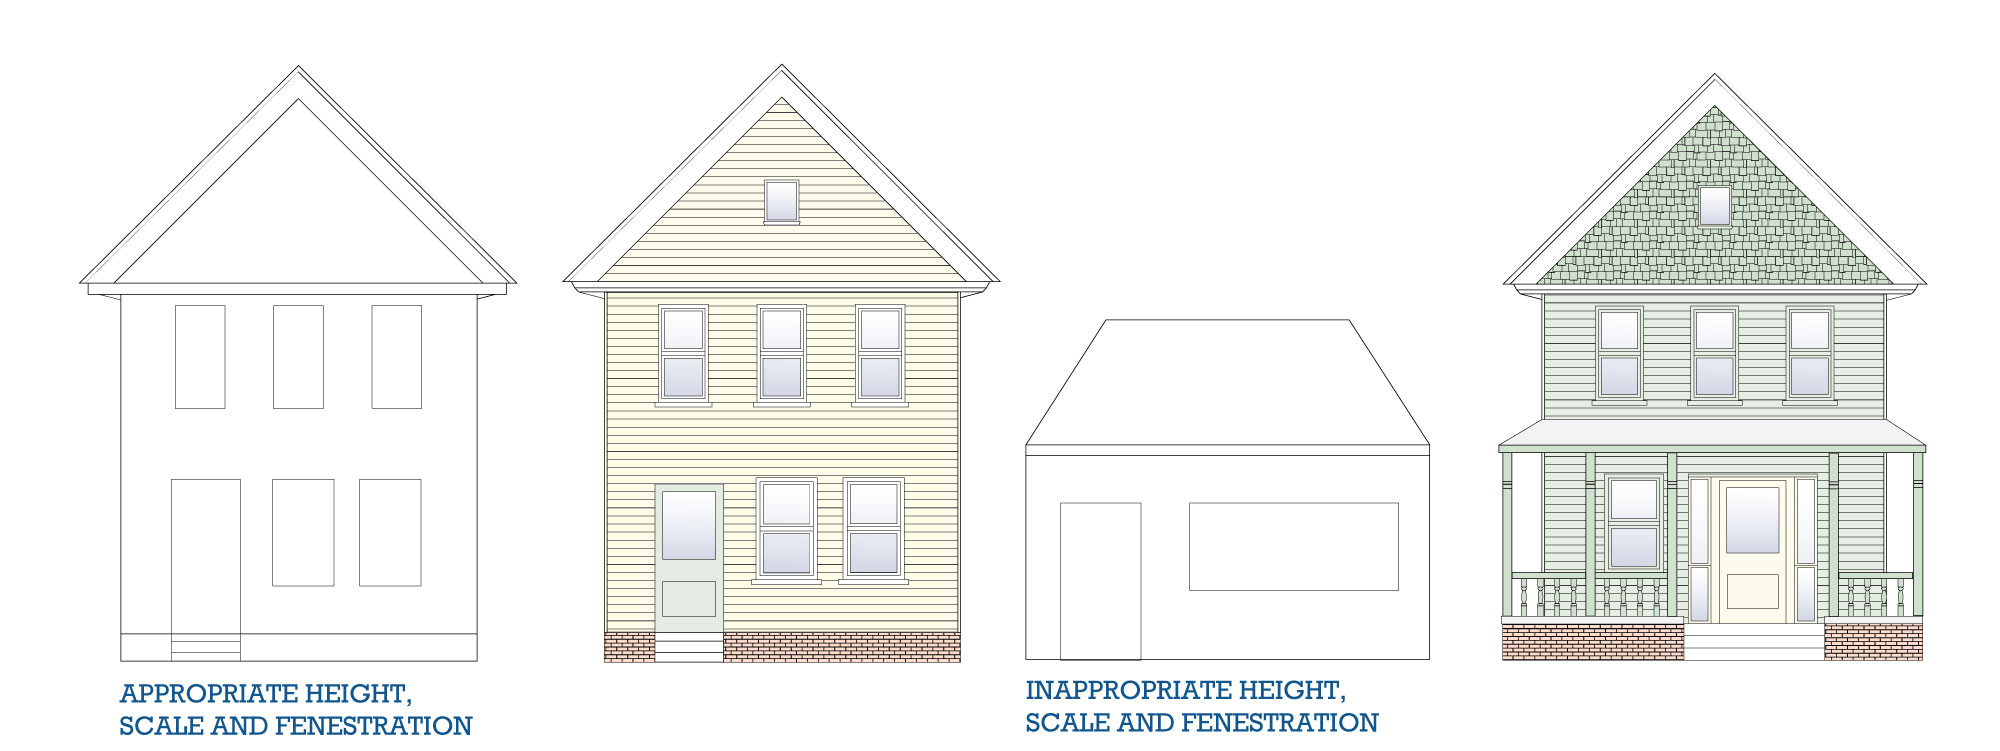 APPROPRIATE HEIGHT,
SCALE AND FENESTRATION
INAPPROPRIATE HEIGHT,
SCALE AND FENESTRATION